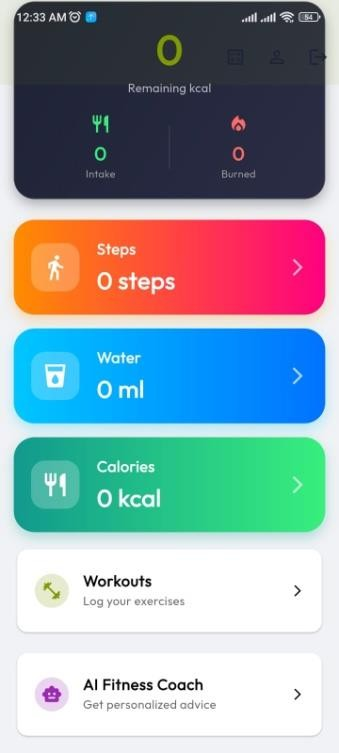 12:33 AM 54
0
Remaining kcal
0 0
Intake Burned
Steps
0 steps
Water
0 ml
Calories
0 kcal
Workouts
Log your exercises
AI Fitness Coach
Get personalized advice